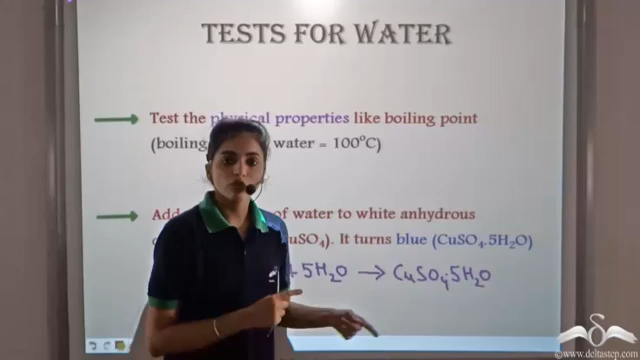 TESTS FOR WATER
Test the physical properties like boiling point
(boiling water = 100°C)
Add of water to white anhydrous
uSO₄). It turns blue (CuSO₄.5H₂O)
5H₂O → CuSO₄.5H₂O
©www.deltastep.com